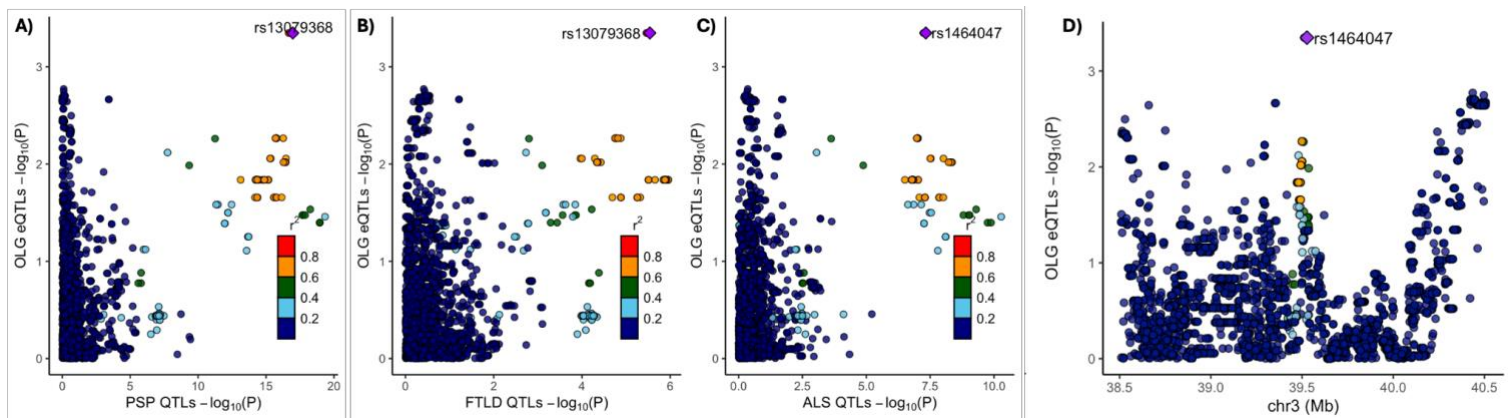 A)
rs13079368
OLG eQTLs −log10(P)
3
2
1
0
r2
0.8
0.6
0.4
0.2
0 5 10 15 20
PSP QTLs −log10(P)
B)
rs13079368
OLG eQTLs −log10(P)
3
2
1
0
r2
0.8
0.6
0.4
0.2
0 2 4 6
FTLD QTLs −log10(P)
C)
rs1464047
OLG eQTLs −log10(P)
3
2
1
0
r2
0.8
0.6
0.4
0.2
0.0 2.5 5.0 7.5 10.0
ALS QTLs −log10(P)
D)
rs1464047
OLG eQTLs −log10(P)
3
2
1
0
38.5 39.0 39.5 40.0 40.5
chr3 (Mb)